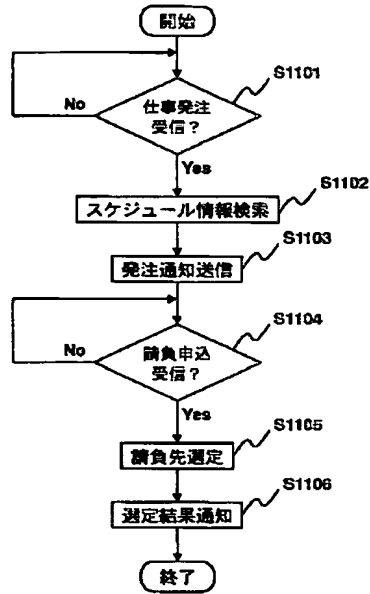 開始
S1101
No
仕事発注
受信？
Yes
S1102
スケジュール情報検索
S1103
発注通知送信
S1104
No
請負申込
受信？
Yes
S1105
請負先選定
S1106
選定結果通知
終了